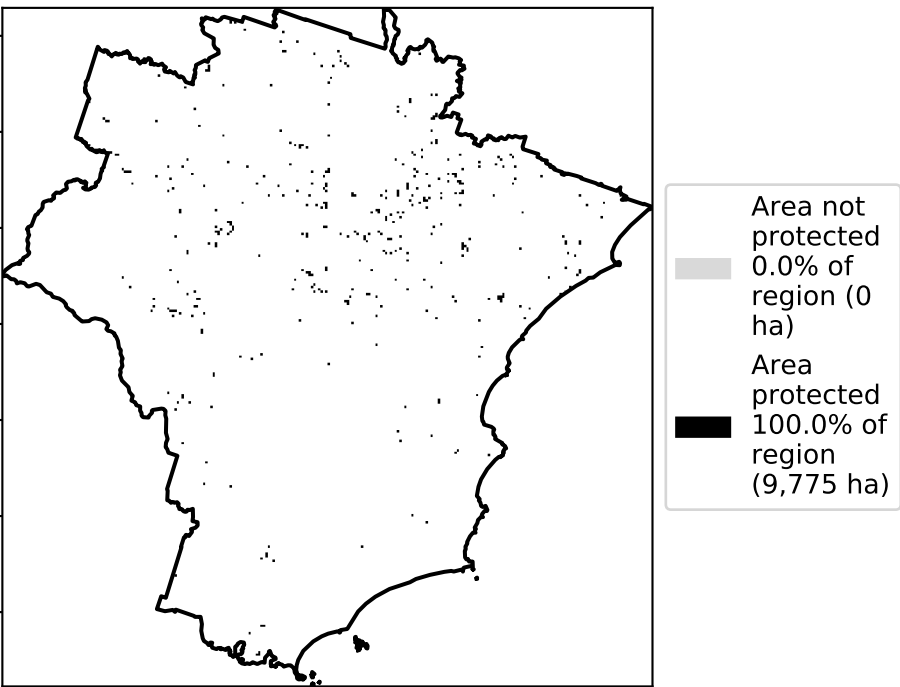 Area not
protected
0.0% of
region (0
ha)
Area
protected
100.0% of
region
(9,775 ha)